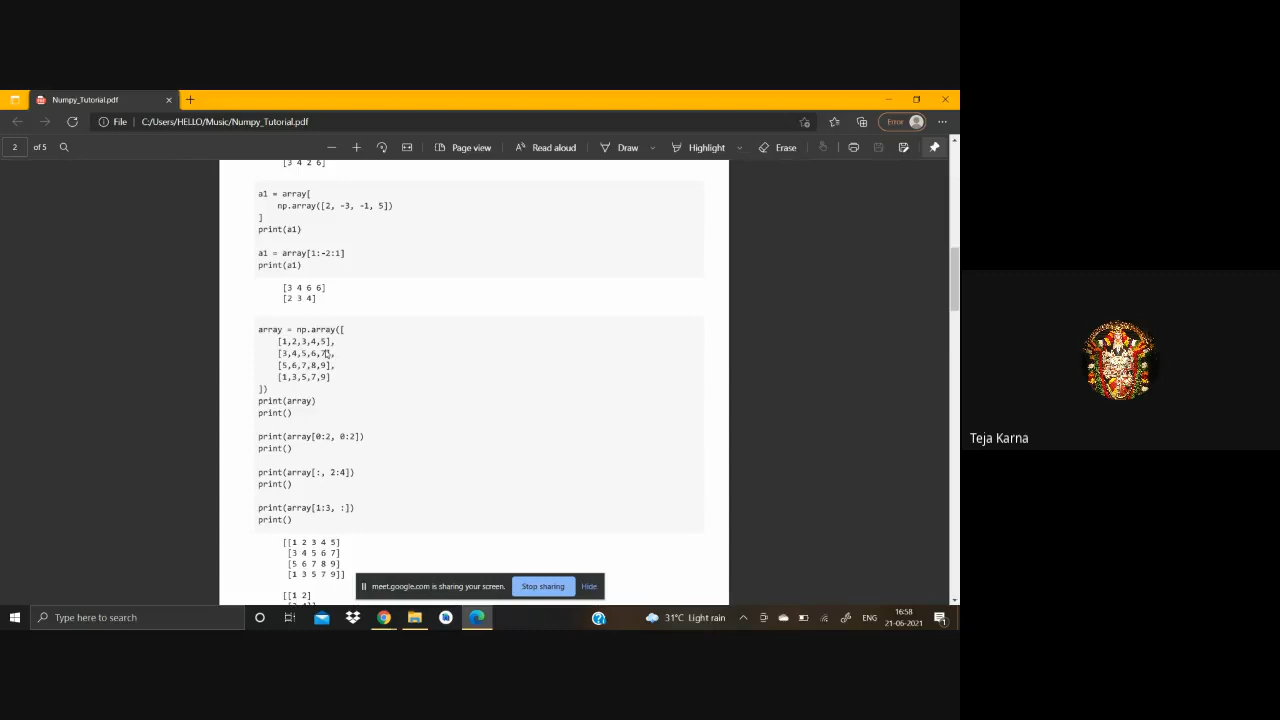 Numpy_Tutorial.pdf
File C:/Users/HELLO/Music/Numpy_Tutorial.pdf
Error
2 of 5
Page view
Read aloud
Draw
Highlight
Erase
[3 4 2 6]
a1 = array[
np.array([2, -3, -1, 5])
]
print(a1)
a1 = array[1:-2:1]
print(a1)
[3 4 6 6]
[2 3 4]
array = np.array([
[1,2,3,4,5],
[3,4,5,6,7],
[5,6,7,8,9],
[1,3,5,7,9]
])
print(array)
print()
print(array[0:2, 0:2])
print()
print(array[:, 2:4])
print()
print(array[1:3, :])
print()
[[1 2 3 4 5]
[3 4 5 6 7]
[5 6 7 8 9]
[1 3 5 7 9]]
[[1 2]
meet.google.com is sharing your screen.
Stop sharing
Hide
Teja Karna
Type here to search
31°C Light rain
ENG
16:58
21-06-2021